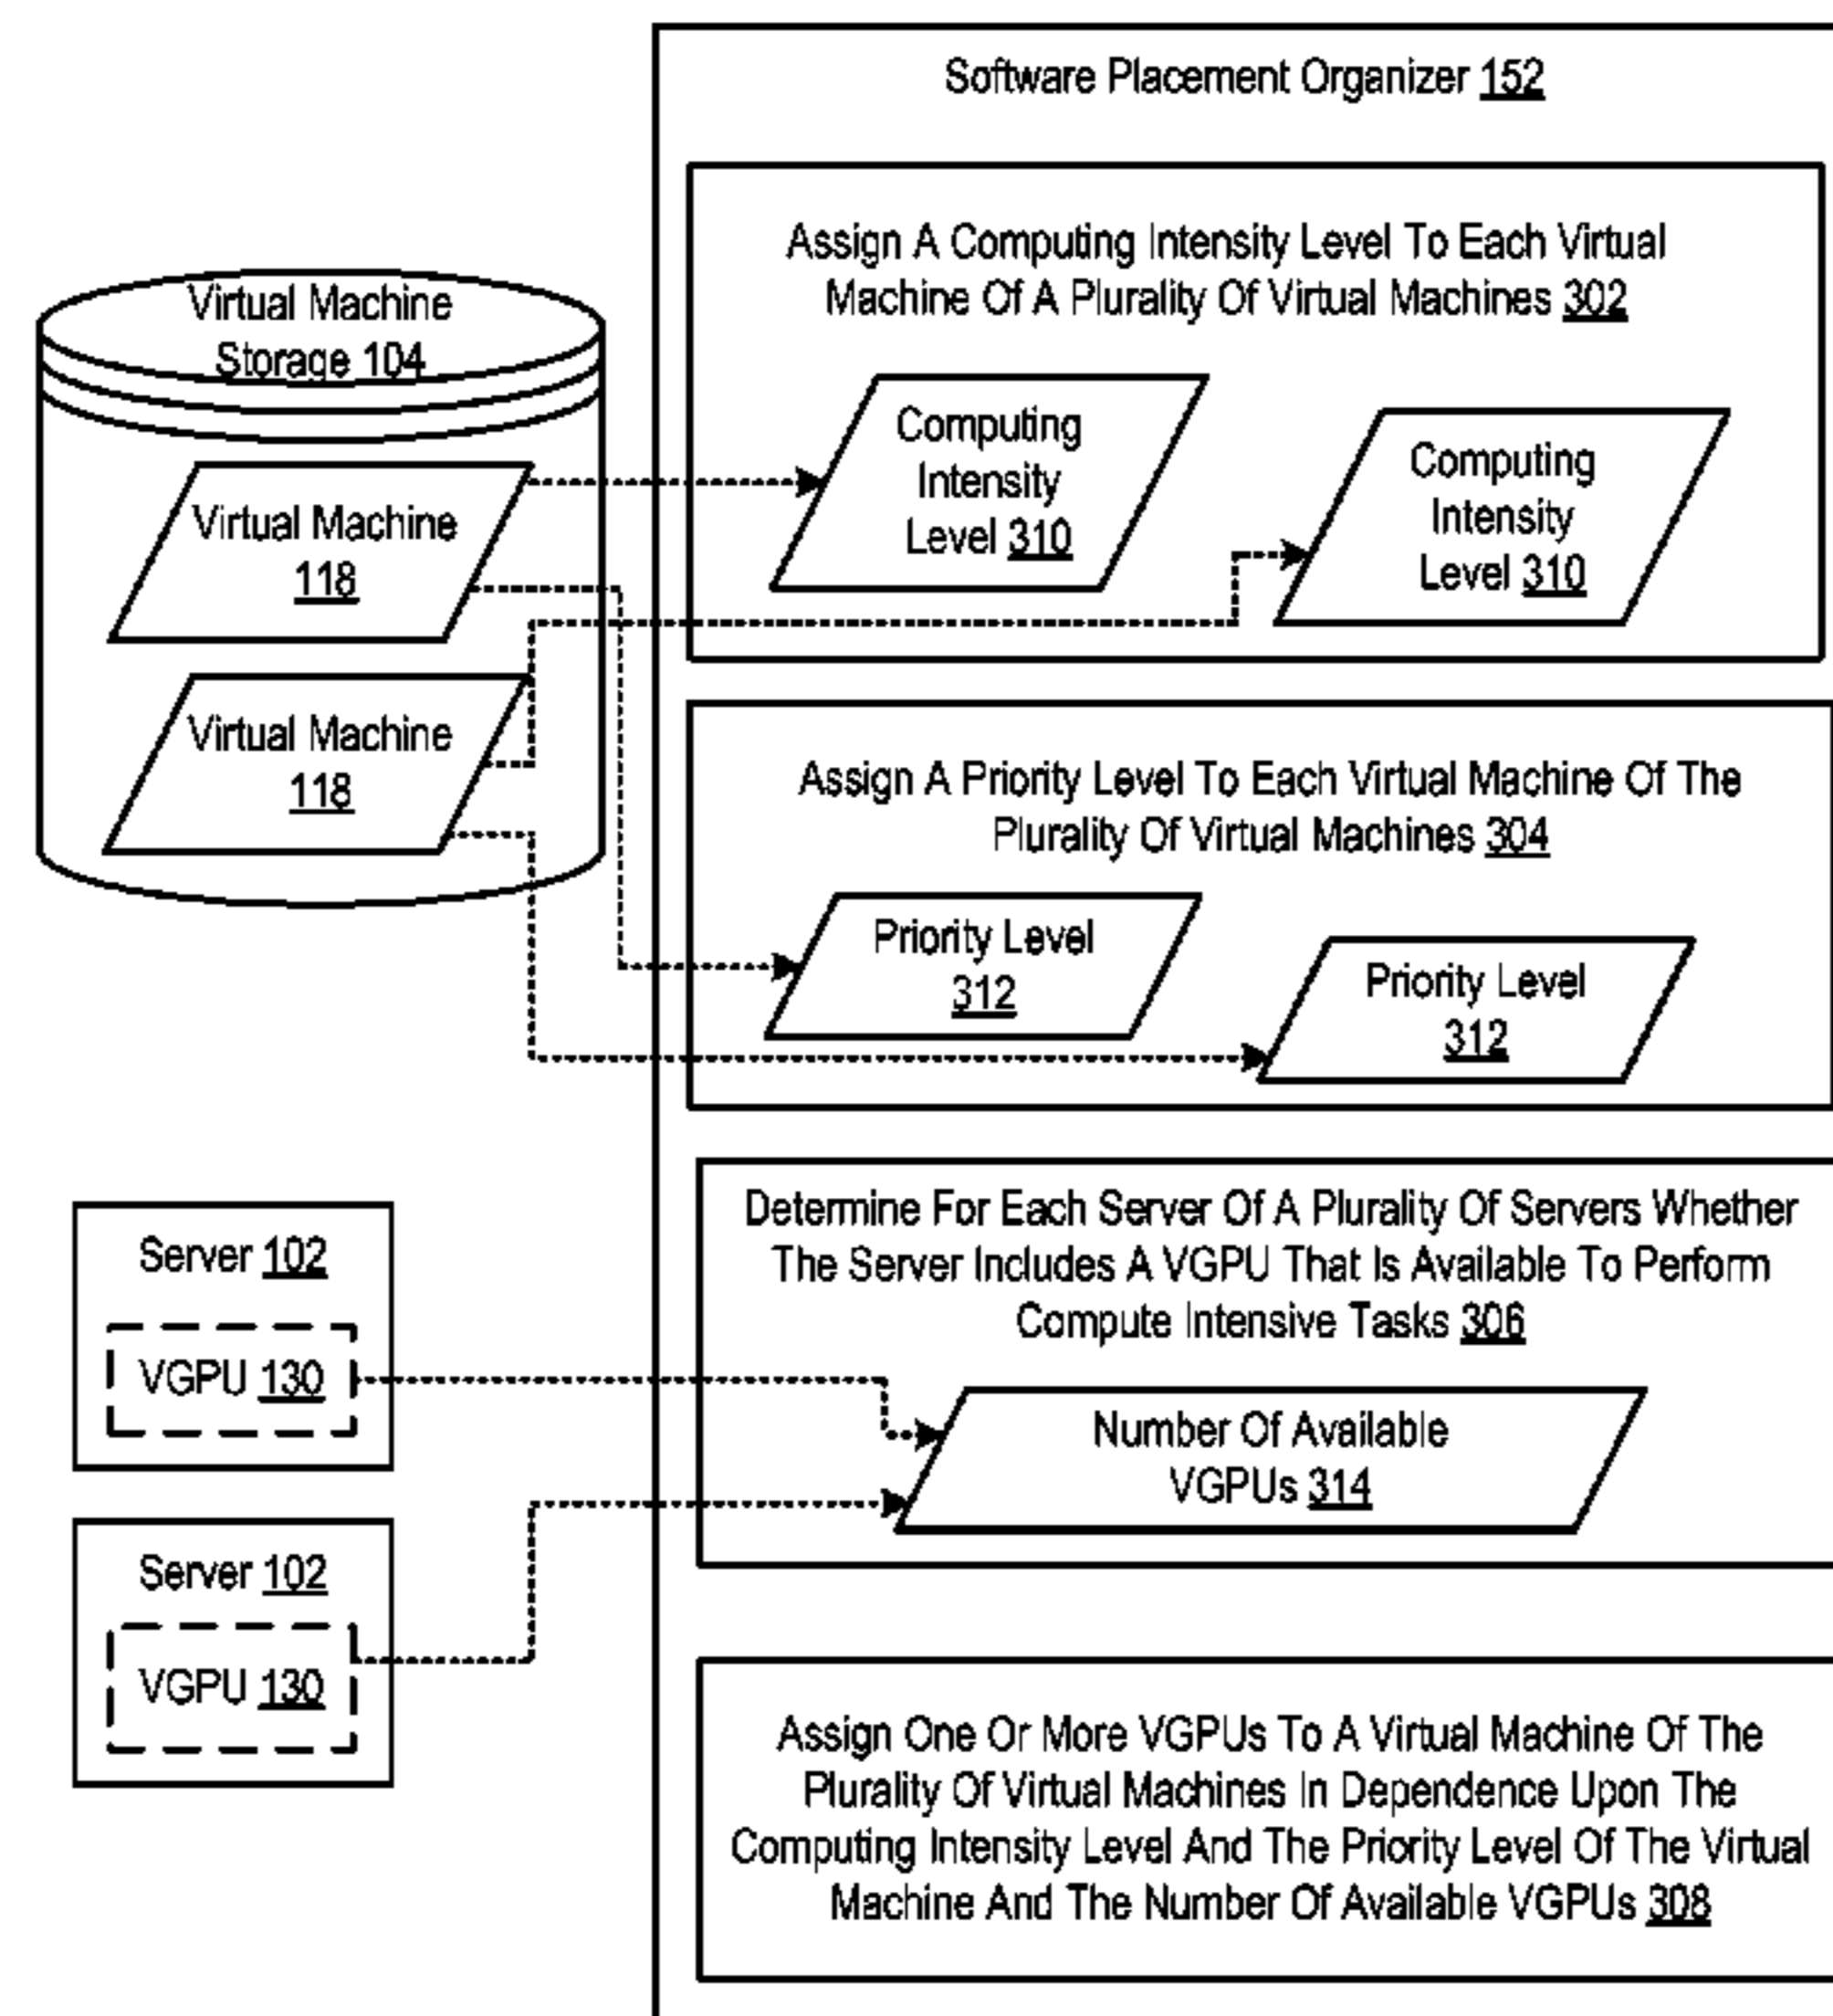 Software Placement Organizer 152
Assign A Computing Intensity Level To Each Virtual
Machine Of A Plurality Of Virtual Machines 302
Virtual Machine
Storage 104
Computing
Intensity
Level 310
Computing
Intensity
Level 310
Virtual Machine
118
Virtual Machine
118
Assign A Priority Level To Each Virtual Machine Of The
Plurality Of Virtual Machines 304
Priority Level
312
Priority Level
312
Determine For Each Server Of A Plurality Of Servers Whether
The Server Includes A VGPU That Is Available To Perform
Compute Intensive Tasks 306
Server 102
VGPU 130
Number Of Available
VGPUs 314
Server 102
VGPU 130
Assign One Or More VGPUs To A Virtual Machine Of The
Plurality Of Virtual Machines In Dependence Upon The
Computing Intensity Level And The Priority Level Of The Virtual
Machine And The Number Of Available VGPUs 308